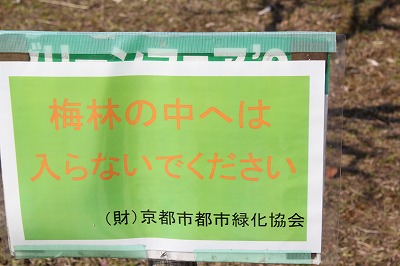 梅林の中へは
入らないでください
(財)京都市都市緑化協会